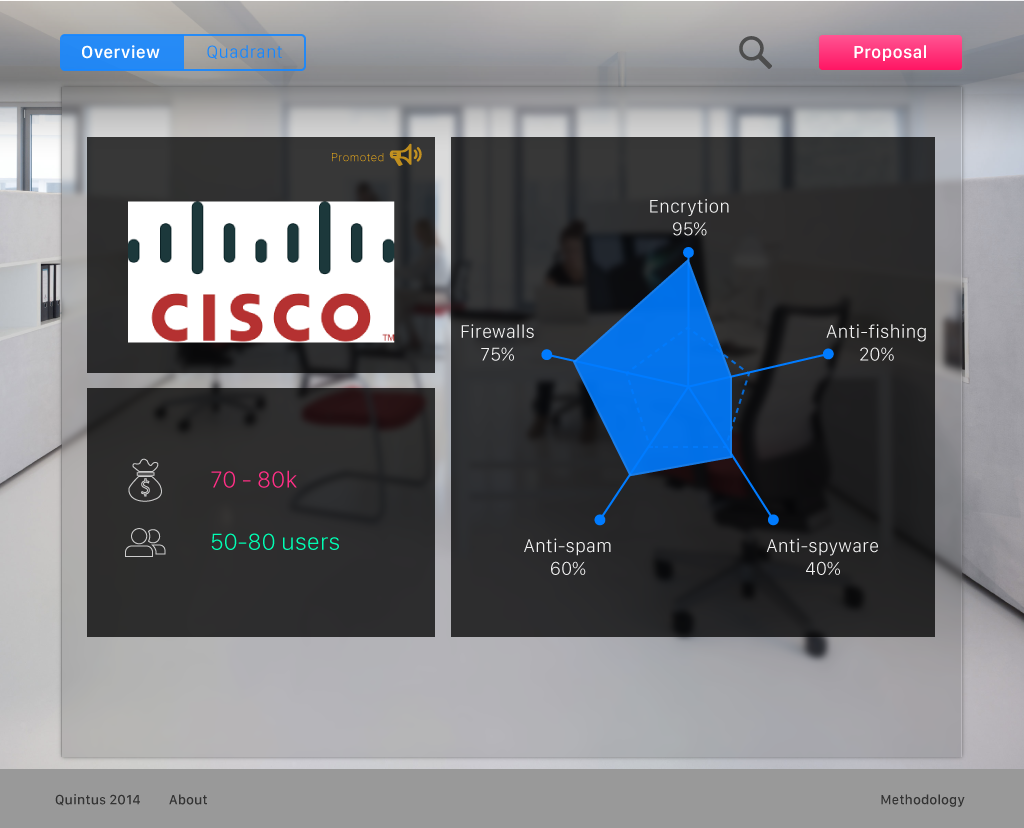 Overview
Quadrant
Proposal
Promoted
CISCO
TM
$
70 - 80k
50-80 users
Encrytion
95%
Firewalls
75%
Anti-fishing
20%
Anti-spam
60%
Anti-spyware
40%
Quintus 2014
About
Methodology